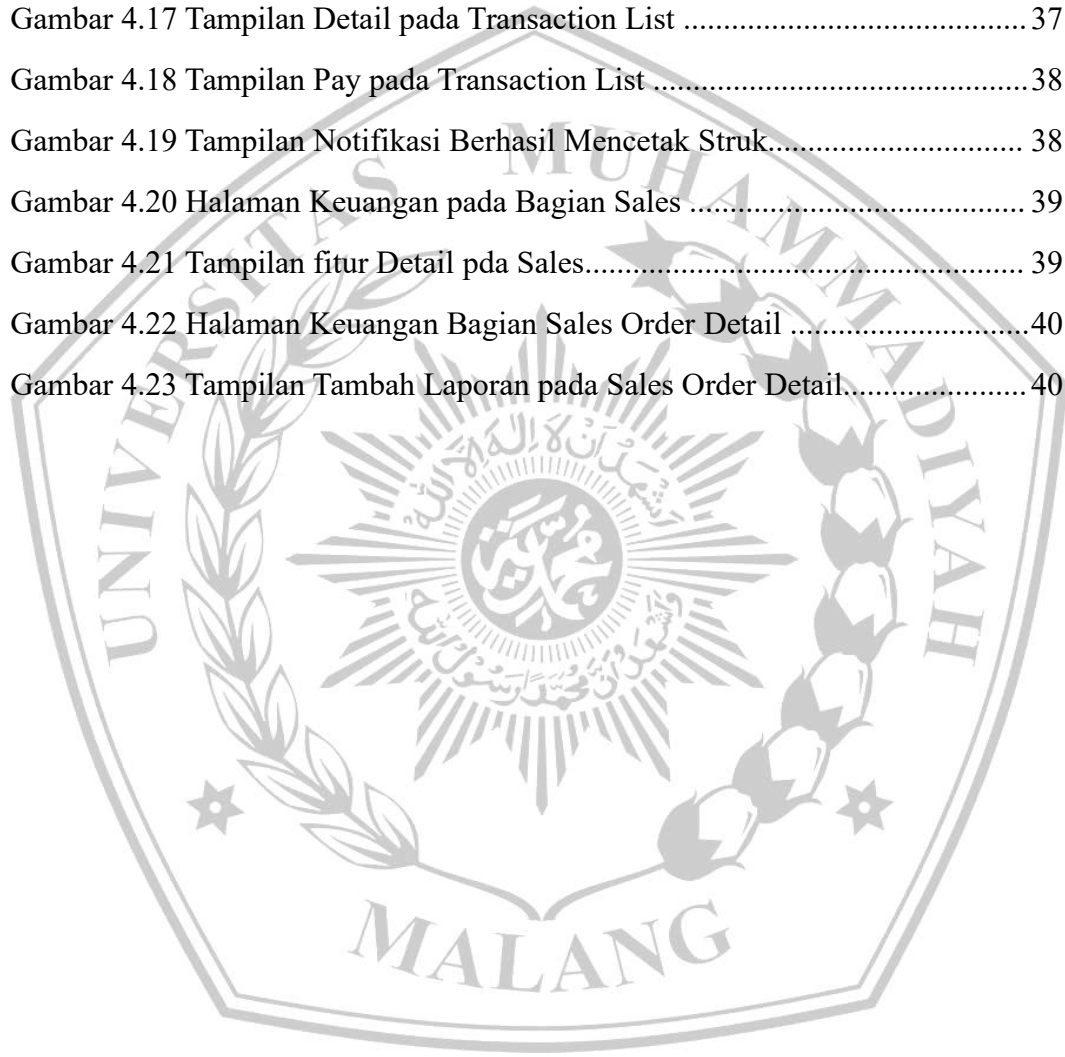 Gambar 4.17 Tampilan Detail pada Transaction List ................................................ 37
Gambar 4.18 Tampilan Pay pada Transaction List .................................................... 38
Gambar 4.19 Tampilan Notifikasi Berhasil Mencetak Struk................................... 38
Gambar 4.20 Halaman Keuangan pada Bagian Sales .............................................. 39
Gambar 4.21 Tampilan fitur Detail pda Sales............................................................ 39
Gambar 4.22 Halaman Keuangan Bagian Sales Order Detail ................................. 40
Gambar 4.23 Tampilan Tambah Laporan pada Sales Order Detail......................... 40
UNIVERSITAS MUHAMMADIYAH
MALANG